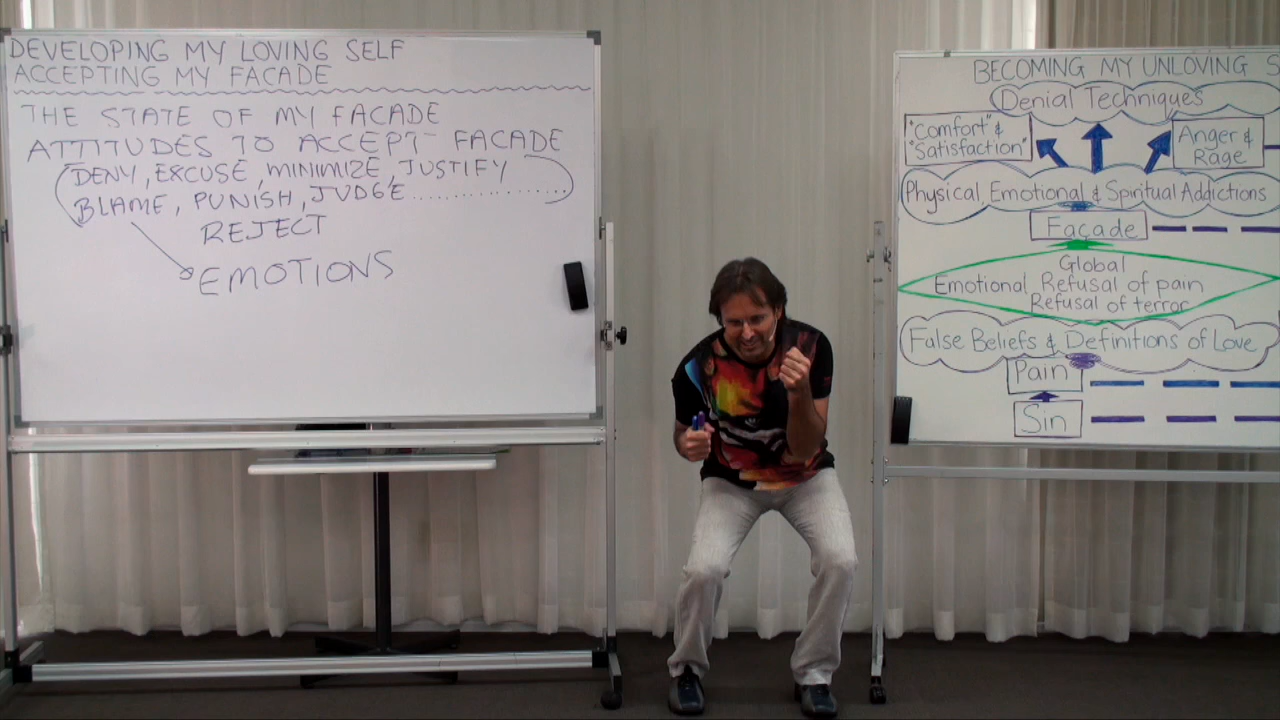 DEVELOPING MY LOVING SELF
ACCEPTING MY FACADE
THE STATE OF MY FACADE
ATTITUDES TO ACCEPT FACADE
(DENY, EXCUSE, MINIMIZE, JUSTIFY
BLAME, PUNISH, JUDGE ..............)
REJECT
EMOTIONS
BECOMING MY UNLOVING S
Denial Techniques
"Comfort" &
"Satisfaction"
Anger &
Rage
Physical, Emotional & Spiritual Addictions
Façade
Global
Emotional Refusal of pain
Refusal of terror
False Beliefs & Definitions of Love
Pain
Sin